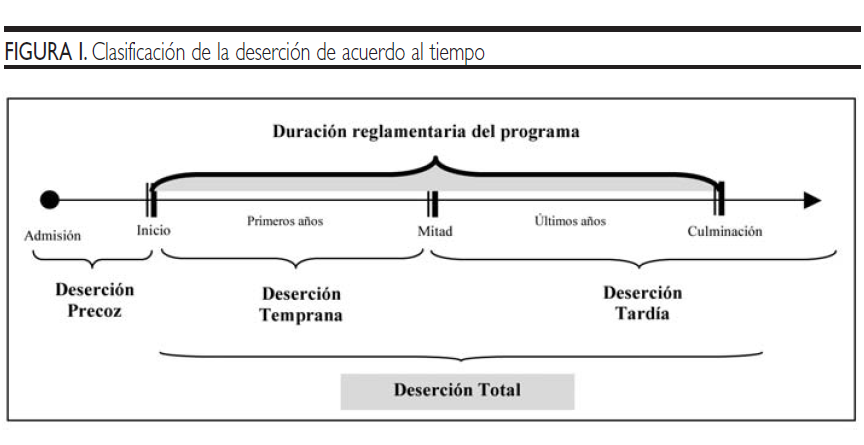 FIGURA I. Clasificación de la deserción de acuerdo al tiempo
Duración reglamentaria del programa
Admisión
Inicio
Primeros años
Mitad
Últimos años
Culminación
Deserción
Precoz
Deserción
Temprana
Deserción
Tardía
Deserción Total